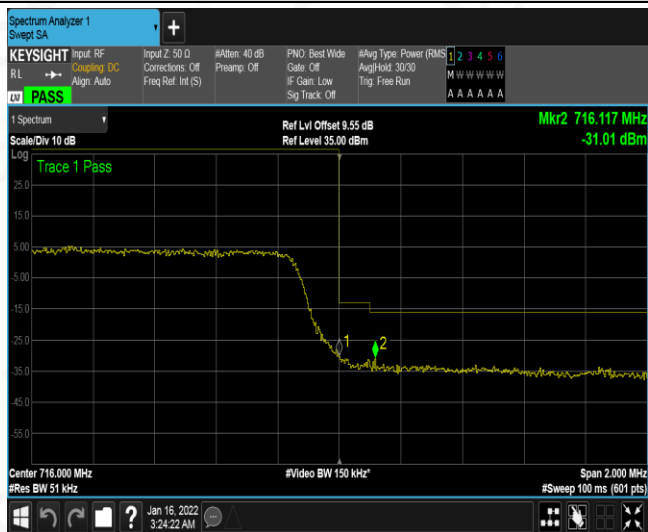 Spectrum Analyzer 1
Swept SA
+
KEYSIGHT Input: RF Input Z: 50 Ω #Atten: 40 dB PNO: Best Wide #Avg Type: Power (RMS 1 2 3 4 5 6
R L Coupling: DC Corrections: Off Preamp: Off Gate: Off Avg|Hold: 30/30 M W W W W W
Align: Auto Freq Ref: Int (S) IF Gain: Low Trig: Free Run
LXI PASS Sig Track: Off A A A A A A
1 Spectrum Ref Lvl Offset 9.55 dB Mkr2 716.117 MHz
Scale/Div 10 dB Ref Level 35.00 dBm -31.01 dBm
Log
Trace 1 Pass
25.0
15.0
5.00
-5.00
-15.0
-25.0
1
2
-35.0
-45.0
-55.0
Center 716.000 MHz #Video BW 150 kHz* Span 2.000 MHz
#Res BW 51 kHz #Sweep 100 ms (601 pts)
? Jan 16, 2022
3:24:22 AM